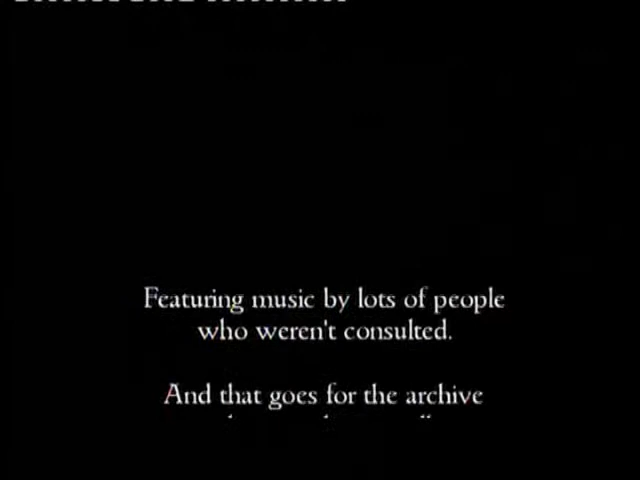 Featuring music by lots of people
who weren't consulted.
And that goes for the archive